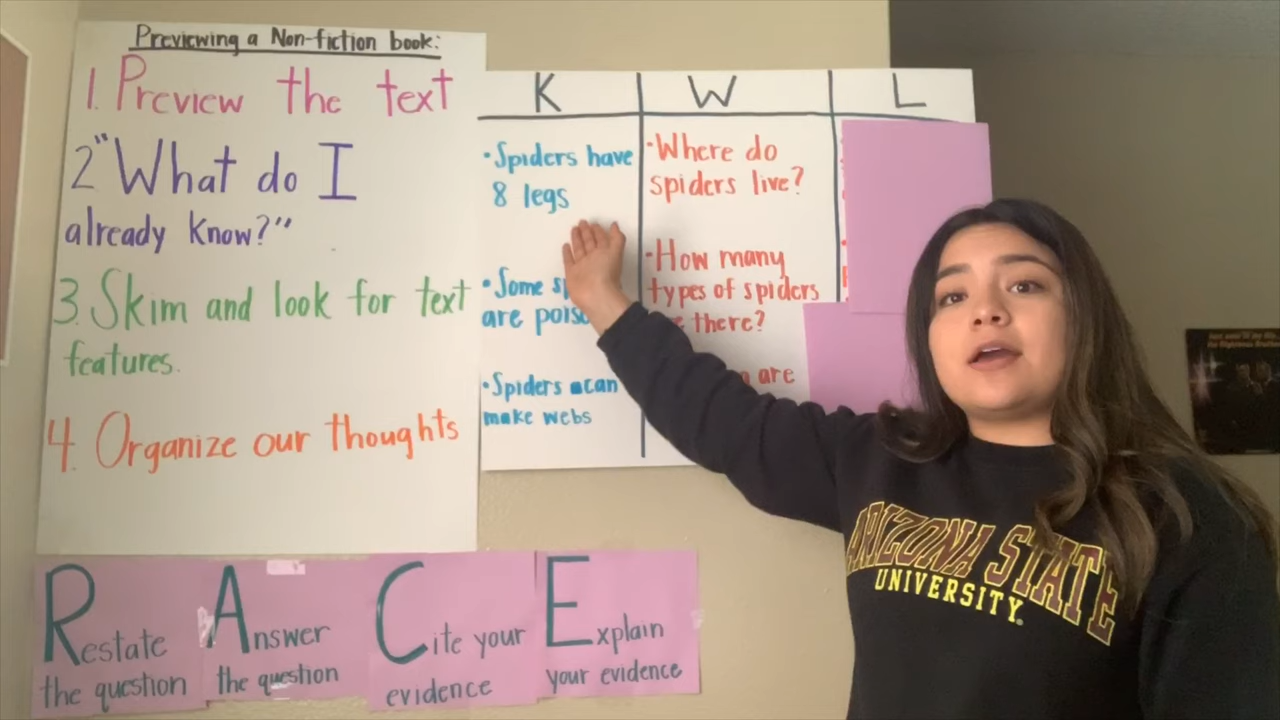 Previewing a Non-fiction book:
1. Preview the text
2 "What do I
already know?"
3. Skim and look for text
features.
4. Organize our thoughts
K
• Spiders have
8 legs
• Some
are
• Spiders can
make webs
W
• Where do
spiders live?
• How many
types of spiders
there?
are
L
Restate
the question
Answer
the question
Cite your
evidence
Explain
your evidence
ARIZONA STATE
UNIVERSITY